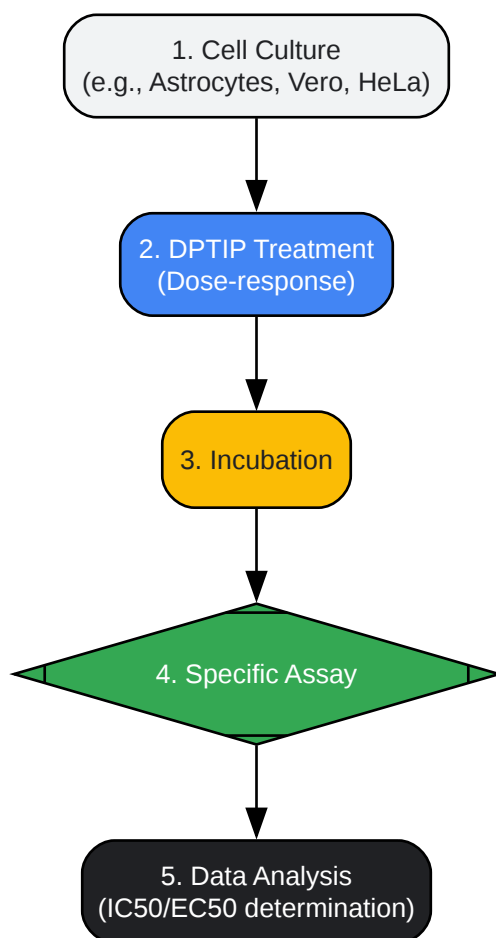 1. Cell Culture
(e.g., Astrocytes, Vero, HeLa)
2. DPTIP Treatment
(Dose-response)
3. Incubation
4. Specific Assay
5. Data Analysis
(IC50/EC50 determination)